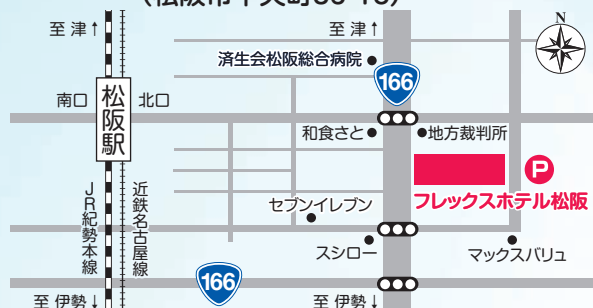 至 津↑
至 津↑
N
済生会松阪総合病院
166
南口
松阪駅
北口
和食さと
地方裁判所
P
フレックスホテル松阪
JR紀勢本線
近鉄名古屋線
セブンイレブン
スシロー
マックスバリュ
166
至 伊勢↓
至 伊勢↓